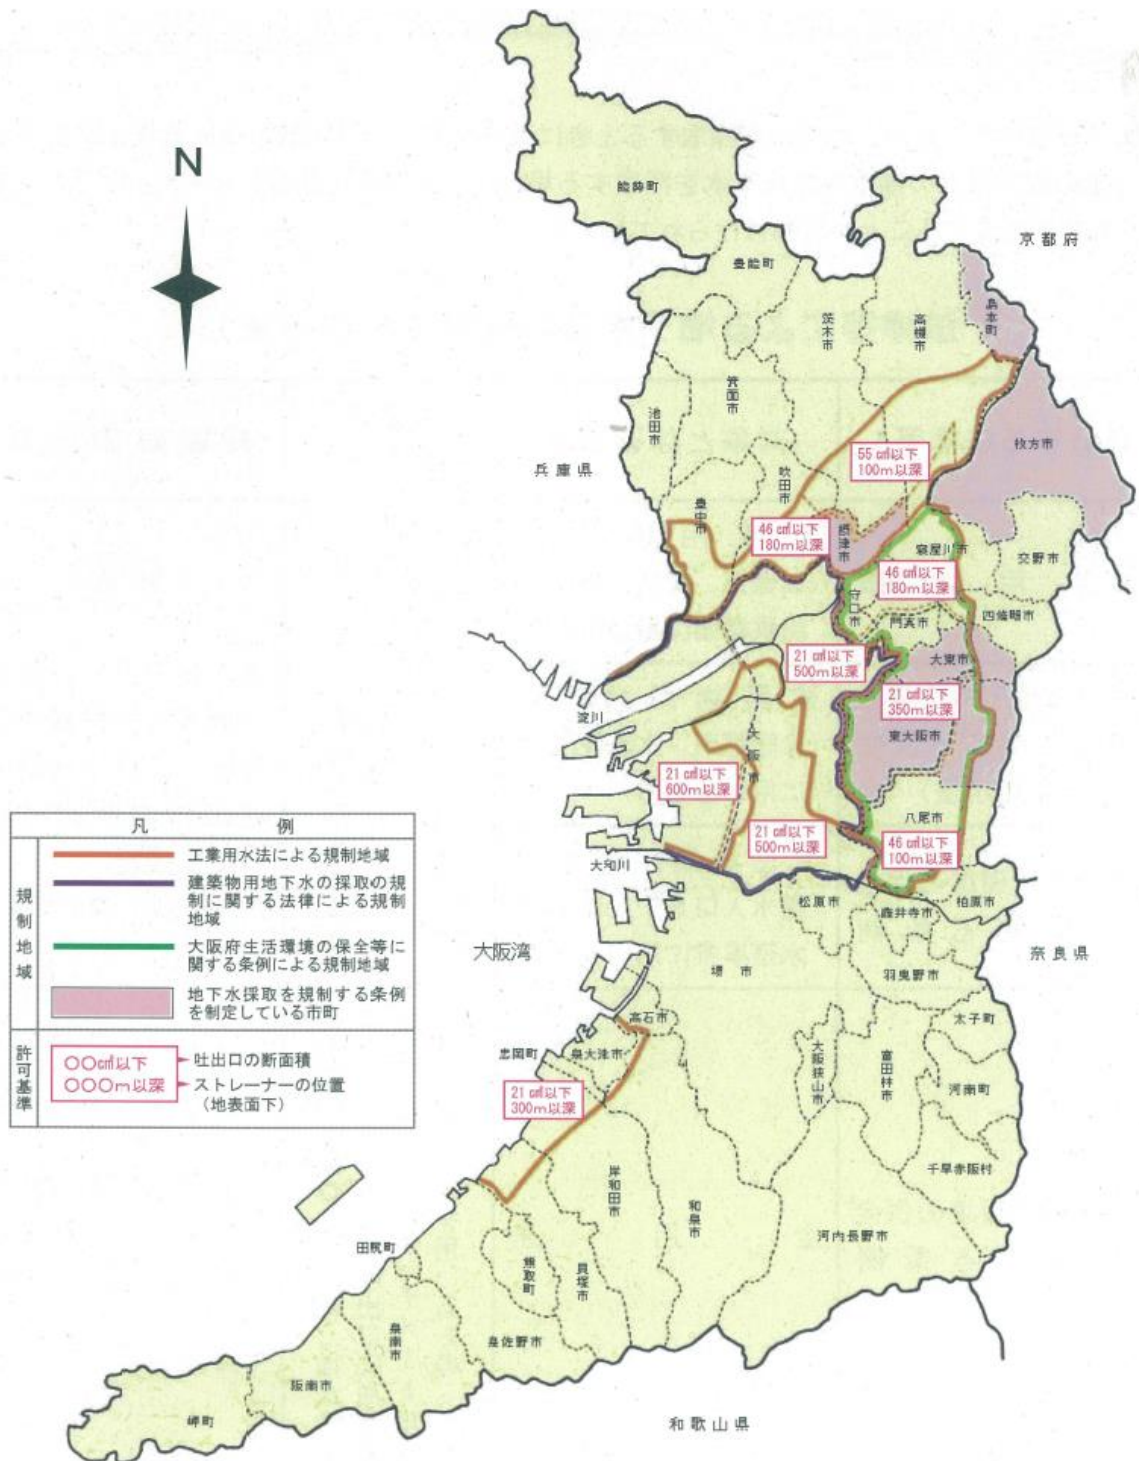 N
能勢町
京都府
豊能町
島本町
茨木市
高槻市
箕面市
池田市
枚方市
55㎠以下
100m以深
兵庫県
吹田市
豊中市
46㎠以下
180m以深
摂津市
寝屋川市
交野市
46㎠以下
180m以深
守口市
門真市
四條畷市
21㎠以下
500m以深
大東市
21㎠以下
350m以深
淀川
大阪市
東大阪市
21㎠以下
600m以深
八尾市
21㎠以下
500m以深
46㎠以下
100m以深
大和川
松原市
藤井寺市
柏原市
大阪湾
堺市
羽曳野市
奈良県
高石市
太子町
忠岡町
泉大津市
大阪狭山市
富田林市
河南町
21㎠以下
300m以深
千早赤阪村
岸和田市
和泉市
河内長野市
田尻町
熊取町
貝塚市
泉南市
泉佐野市
阪南市
岬町
和歌山県
凡例
規制地域
工業用水法による規制地域
建築物用地下水の採取の規
制に関する法律による規制
地域
大阪府生活環境の保全等に
関する条例による規制地域
地下水採取を規制する条例
を制定している市町
許可基準
○○㎠以下
○○○m以深
吐出口の断面積
ストレーナーの位置
(地表面下)